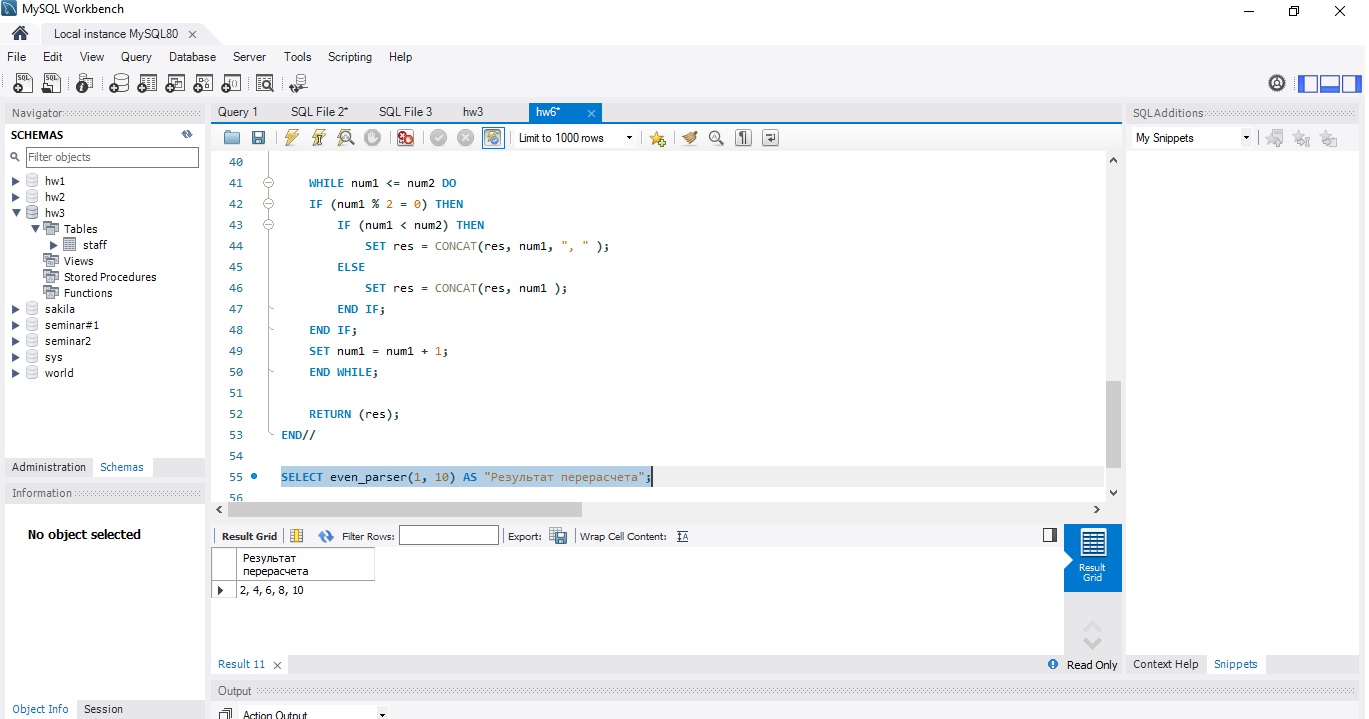 MySQL Workbench
Local instance MySQL80
File Edit View Query Database Server Tools Scripting Help
Navigator
SCHEMAS
Filter objects
hw1
hw2
hw3
Tables
staff
Views
Stored Procedures
Functions
sakila
seminar#1
seminar2
sys
world
Administration Schemas
Information
No object selected
Object Info Session
Query 1 SQL File 2* SQL File 3 hw3 hw6*
Limit to 1000 rows
40
41 WHILE num1 <= num2 DO
42 IF (num1 % 2 = 0) THEN
43 IF (num1 < num2) THEN
44 SET res = CONCAT(res, num1, ", " );
45 ELSE
46 SET res = CONCAT(res, num1 );
47 END IF;
48 END IF;
49 SET num1 = num1 + 1;
50 END WHILE;
51
52 RETURN (res);
53 END//
54
55 SELECT even_parser(1, 10) AS "Результат перерасчета";
56
Result Grid Filter Rows: Export: Wrap Cell Content:
Результат
перерасчета
2, 4, 6, 8, 10
Result
Grid
Result 11
Read Only
Output
Action Output
SQLAdditions
My Snippets
Context Help Snippets